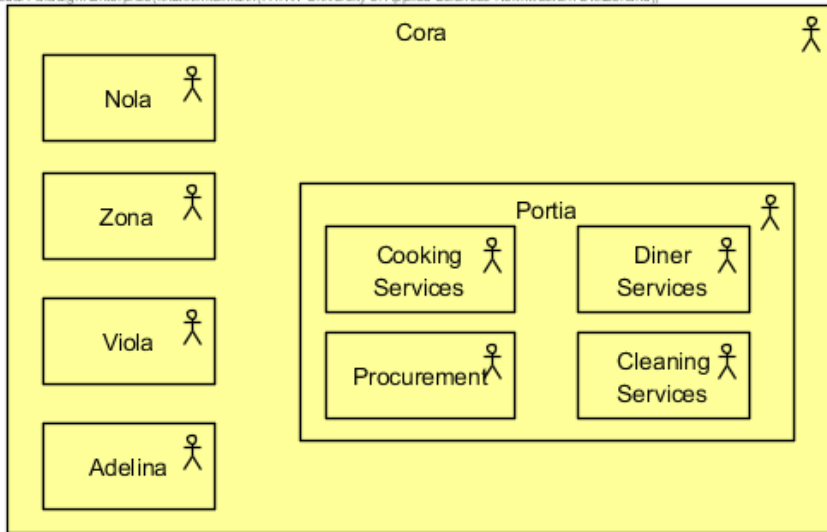 Cora
Nola
Zona
Viola
Adelina
Portia
Cooking
Services
Diner
Services
Procurement
Cleaning
Services